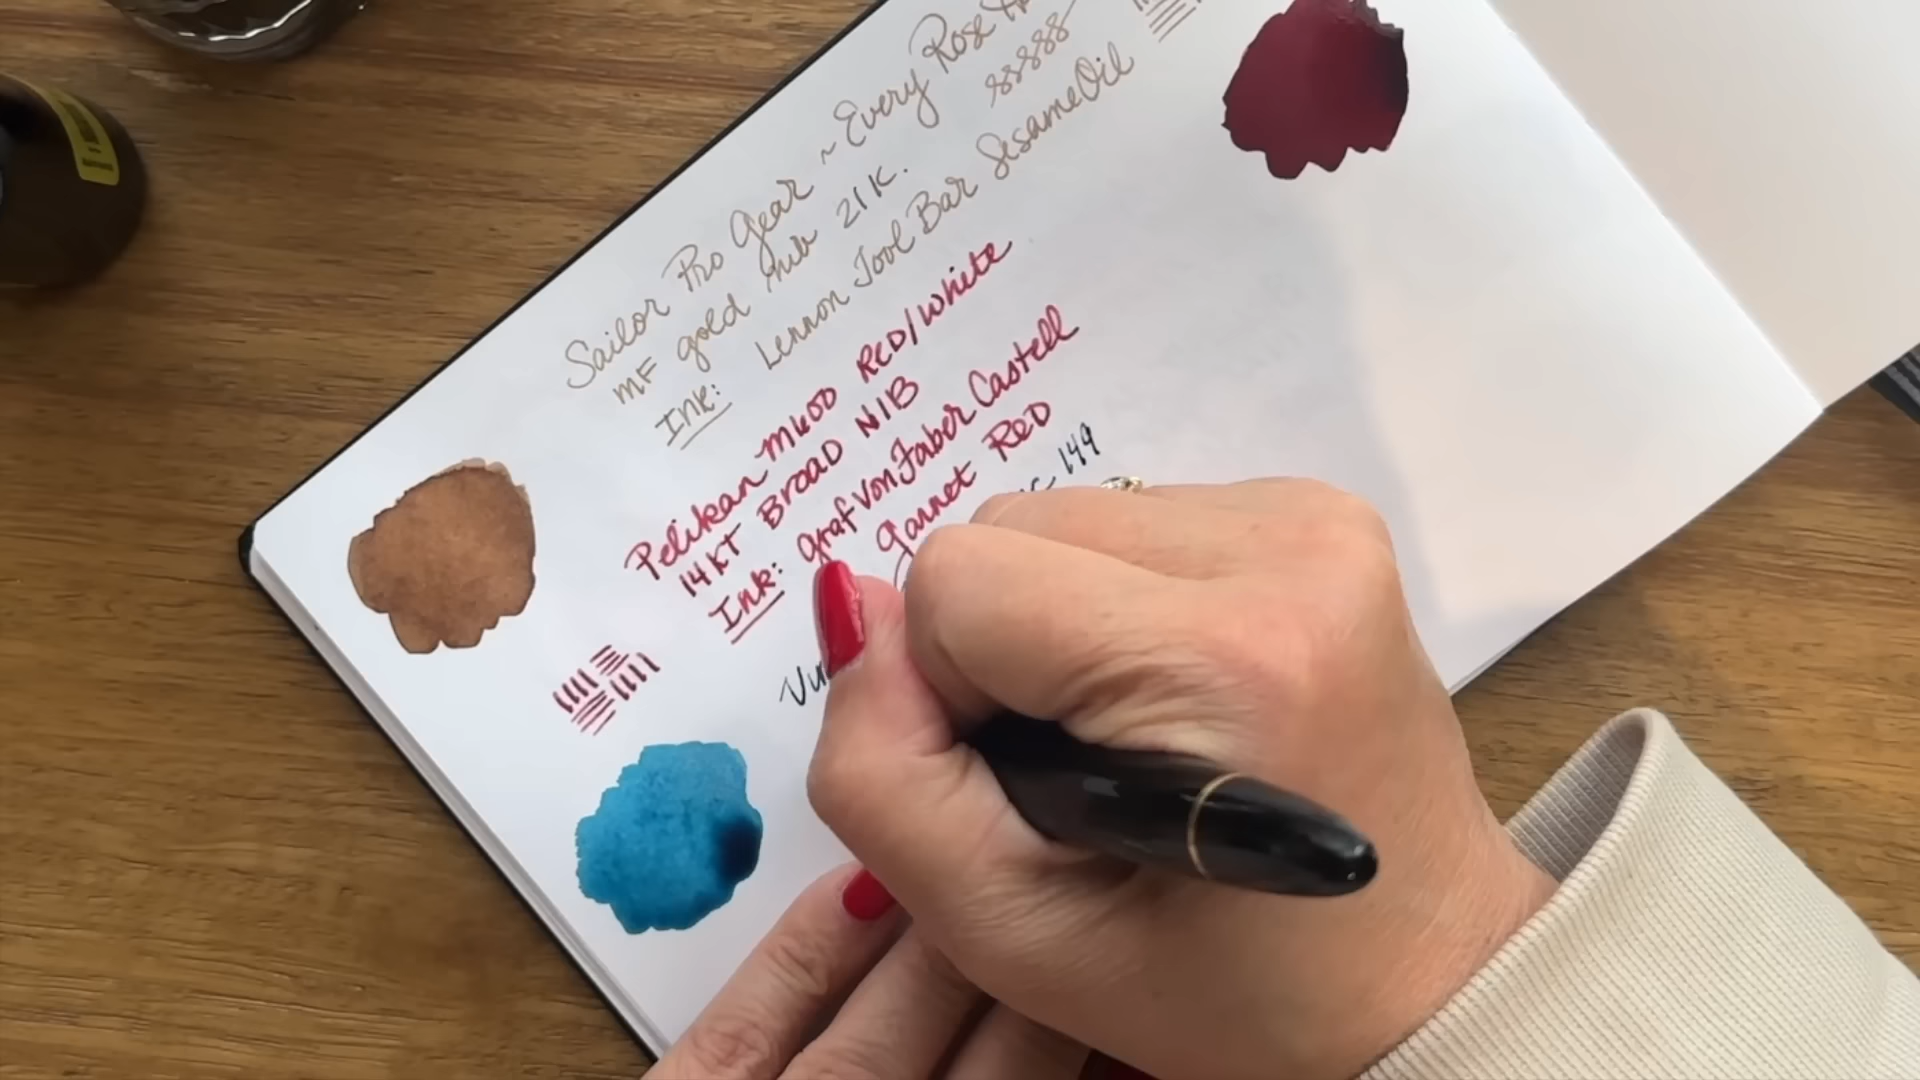 Sailor Pro Gear ~ Every Rose
MF gold nib 21K.
Ink: Lennon Tool Bar Sesame Oil
Pelikan M600 RED/White
14KT BROAD NIB
Ink: Graf Von Faber Castell
Garnet RED
149